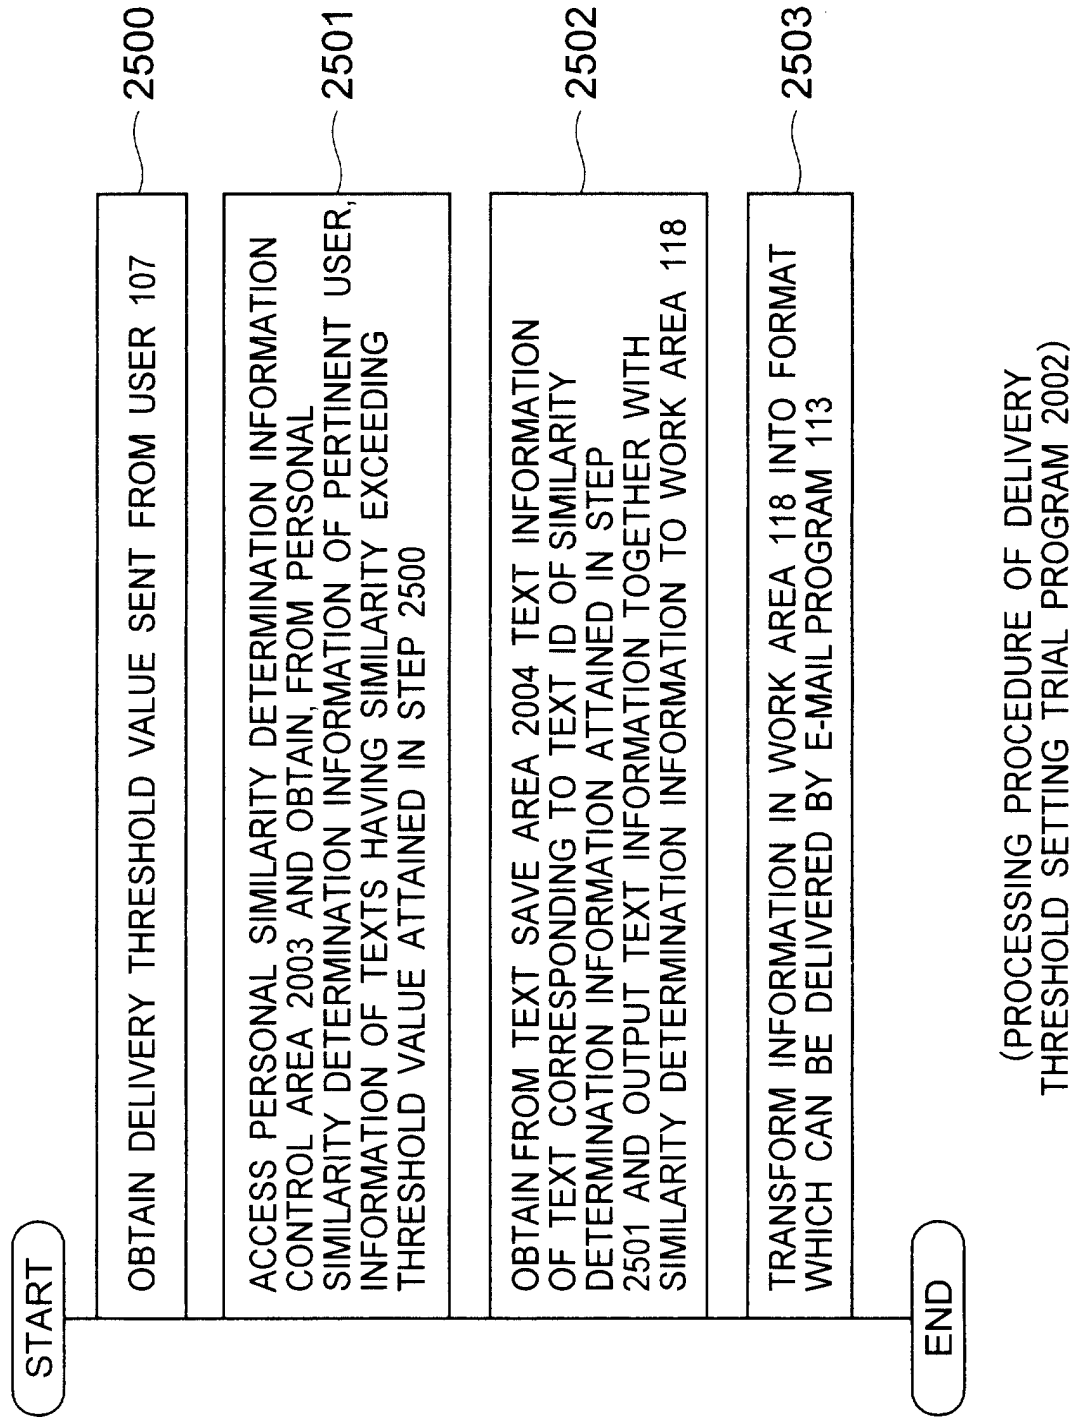 START
OBTAIN DELIVERY THRESHOLD VALUE SENT FROM USER 107
2500
ACCESS PERSONAL SIMILARITY DETERMINATION INFORMATION
CONTROL AREA 2003 AND OBTAIN, FROM PERSONAL
SIMILARITY DETERMINATION INFORMATION OF PERTINENT USER,
INFORMATION OF TEXTS HAVING SIMILARITY EXCEEDING
THRESHOLD VALUE ATTAINED IN STEP 2500
2501
OBTAIN FROM TEXT SAVE AREA 2004 TEXT INFORMATION
OF TEXT CORRESPONDING TO TEXT ID OF SIMILARITY
DETERMINATION INFORMATION ATTAINED IN STEP
2501 AND OUTPUT TEXT INFORMATION TOGETHER WITH
SIMILARITY DETERMINATION INFORMATION TO WORK AREA 118
2502
TRANSFORM INFORMATION IN WORK AREA 118 INTO FORMAT
WHICH CAN BE DELIVERED BY E-MAIL PROGRAM 113
2503
END
(PROCESSING PROCEDURE OF DELIVERY
THRESHOLD SETTING TRIAL PROGRAM 2002)